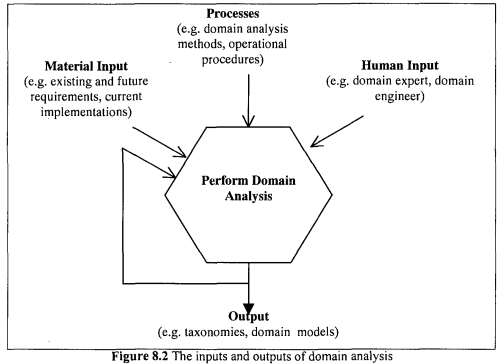 Processes
(e.g. domain analysis
methods, operational
procedures)
Material Input
(e.g. existing and future
requirements, current
implementations)
Human Input
(e.g. domain expert, domain
engineer)
Perform Domain
Analysis
Output
(e.g. taxonomies, domain models)
Figure 8.2 The inputs and outputs of domain analysis